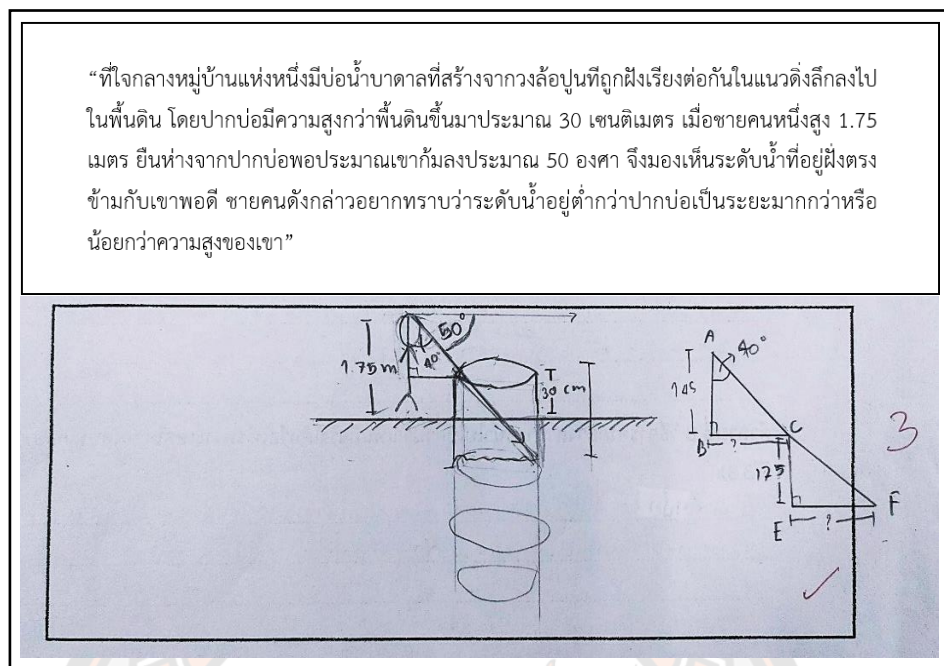 “ที่ใจกลางหมู่บ้านแห่งหนึ่งมีบ่อน้ำบาดาลที่สร้างจากวงล้อปูนทีถูกฝังเรียงต่อกันในแนวดิ่งลึกลงไป
ในพื้นดิน โดยปากบ่อมีความสูงกว่าพื้นดินขึ้นมาประมาณ 30 เซนติเมตร เมื่อชายคนหนึ่งสูง 1.75
เมตร ยืนห่างจากปากบ่อพอประมาณเขาก้มลงประมาณ 50 องศา จึงมองเห็นระดับน้ำที่อยู่ฝั่งตรง
ข้ามกับเขาพอดี ชายคนดังกล่าวอยากทราบว่าระดับน้ำอยู่ต่ำกว่าปากบ่อเป็นระยะมากกว่าหรือ
น้อยกว่าความสูงของเขา”
50°
40°
1.75 m
30 cm
A
40°
145
B
?
C
175
E
?
F
3